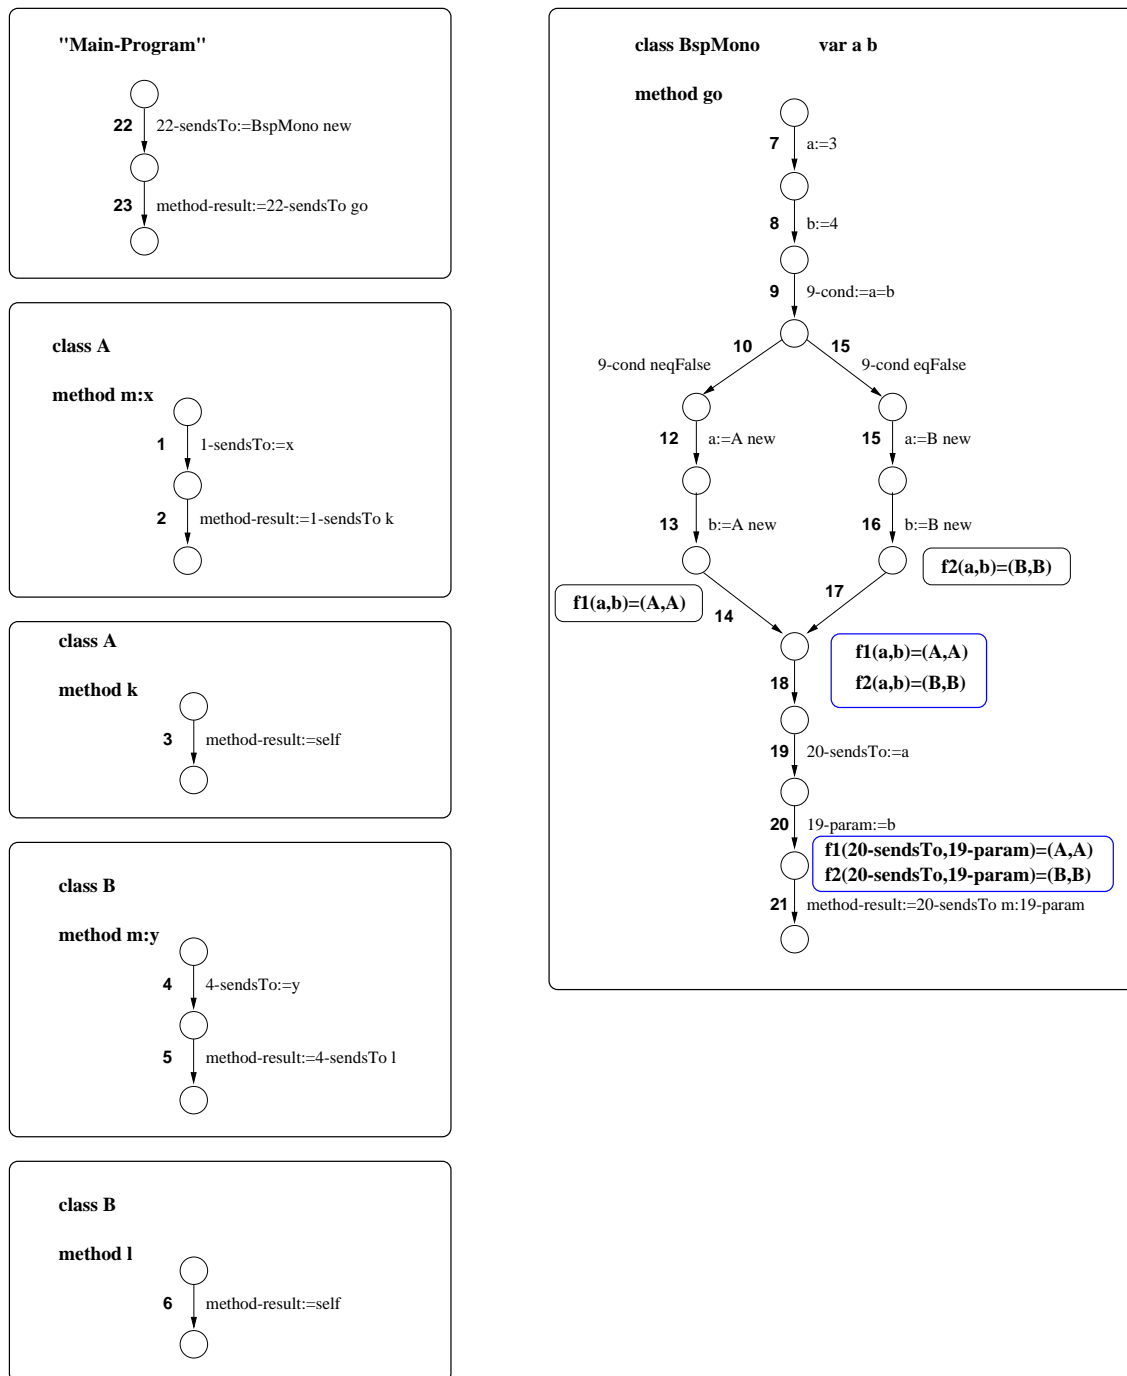 "Main-Program"
22 22-sendsTo:=BspMono new
23 method-result:=22-sendsTo go
class A
method m:x
1 1-sendsTo:=x
2 method-result:=1-sendsTo k
class A
method k
3 method-result:=self
class B
method m:y
4 4-sendsTo:=y
5 method-result:=4-sendsTo l
class B
method l
6 method-result:=self
class BspMono var a b
method go
7 a:=3
8 b:=4
9 9-cond:=a=b
10 15
9-cond neqFalse 9-cond eqFalse
12 a:=A new 15 a:=B new
13 b:=A new 16 b:=B new
f2(a,b)=(B,B)
f1(a,b)=(A,A) 14 17
f1(a,b)=(A,A)
f2(a,b)=(B,B)
18
19 20-sendsTo:=a
20 19-param:=b
f1(20-sendsTo,19-param)=(A,A)
f2(20-sendsTo,19-param)=(B,B)
21 method-result:=20-sendsTo m:19-param